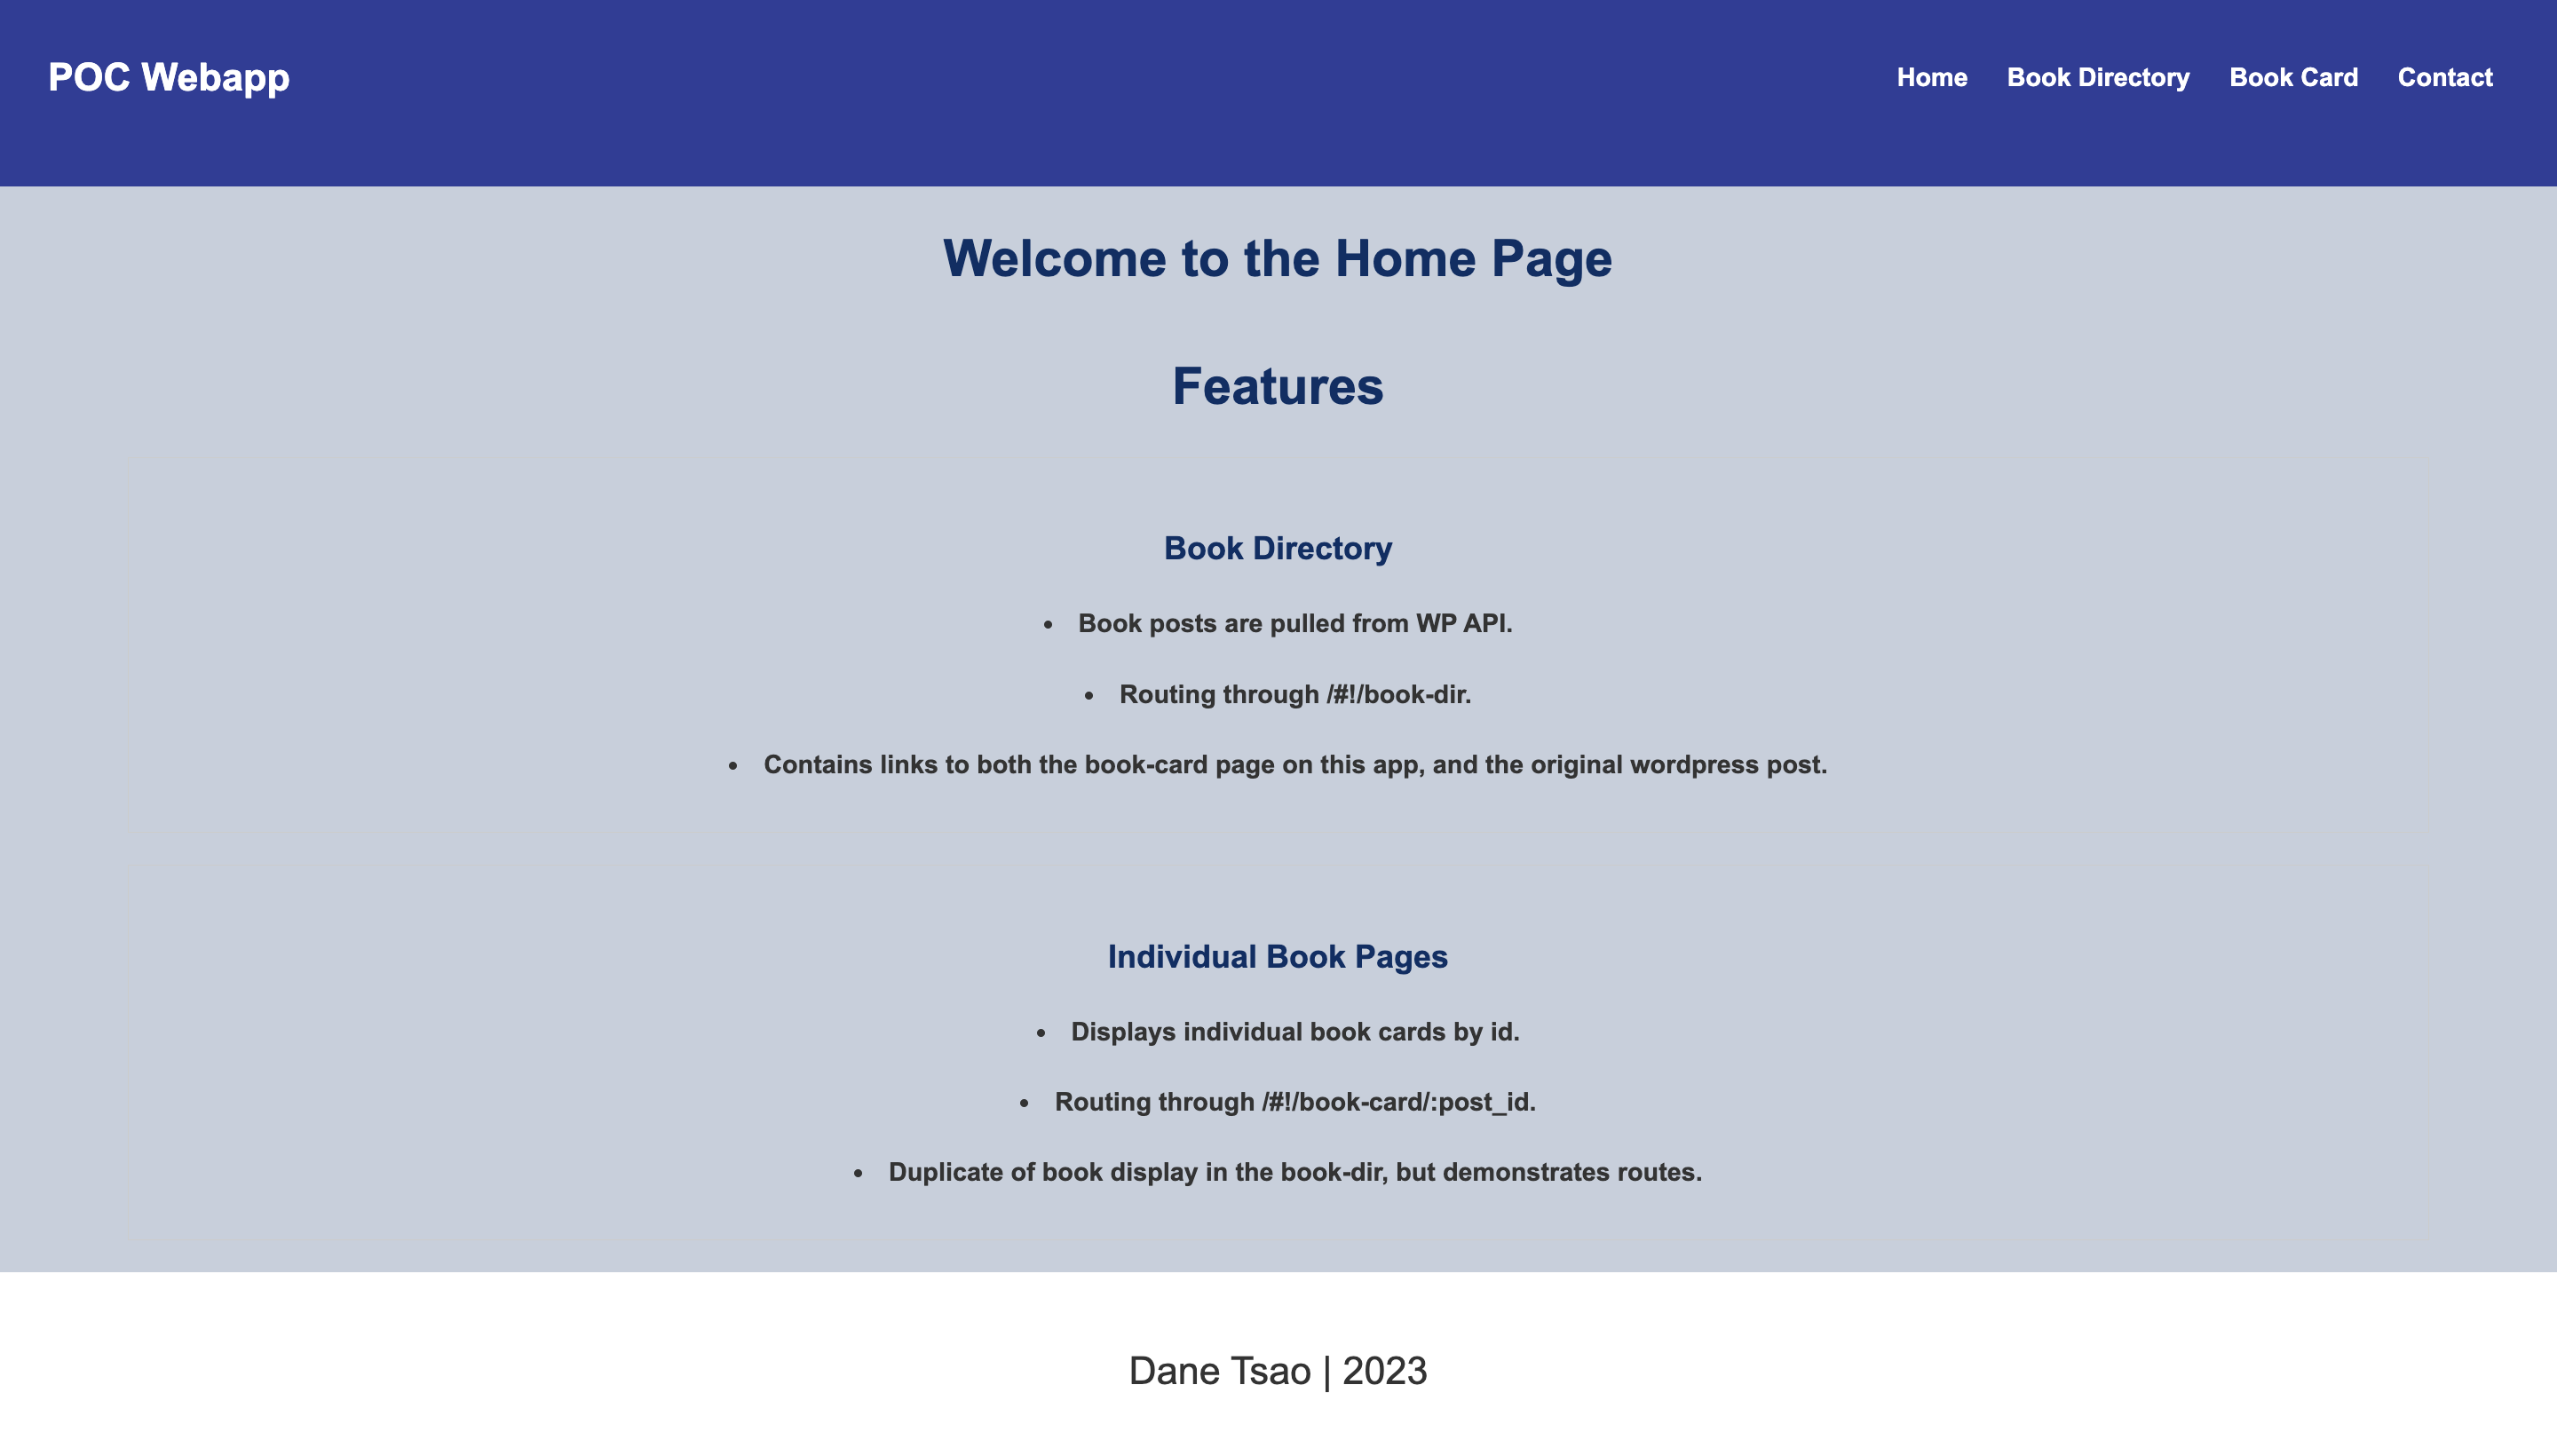 POC Webapp
Home Book Directory Book Card Contact
Welcome to the Home Page
Features
Book Directory
• Book posts are pulled from WP API.
• Routing through /#!/book-dir.
• Contains links to both the book-card page on this app, and the original wordpress post.
Individual Book Pages
• Displays individual book cards by id.
• Routing through /#!/book-card/:post_id.
• Duplicate of book display in the book-dir, but demonstrates routes.
Dane Tsao | 2023